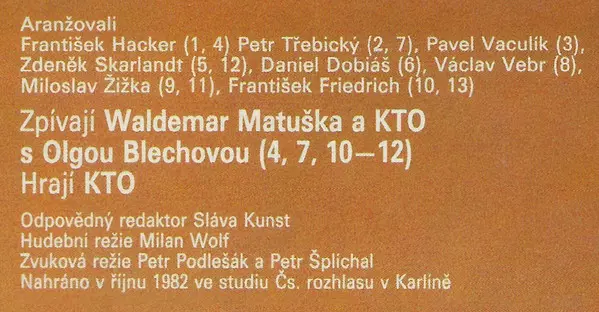 Aranžovali
František Hacker (1, 4) Petr Třebický (2, 7), Pavel Vaculík (3),
Zdeněk Skarlandt (5, 12), Daniel Dobiáš (6), Václav Vebr (8),
Miloslav Žižka (9, 11), František Friedrich (10, 13)
Zpívají Waldemar Matuška a KTO
s Olgou Blechovou (4, 7, 10—12)
Hrají KTO
Odpovědný redaktor Sláva Kunst
Hudební režie Milan Wolf
Zvuková režie Petr Podlešák a Petr Šplichal
Nahráno v říjnu 1982 ve studiu Čs. rozhlasu v Karlíně